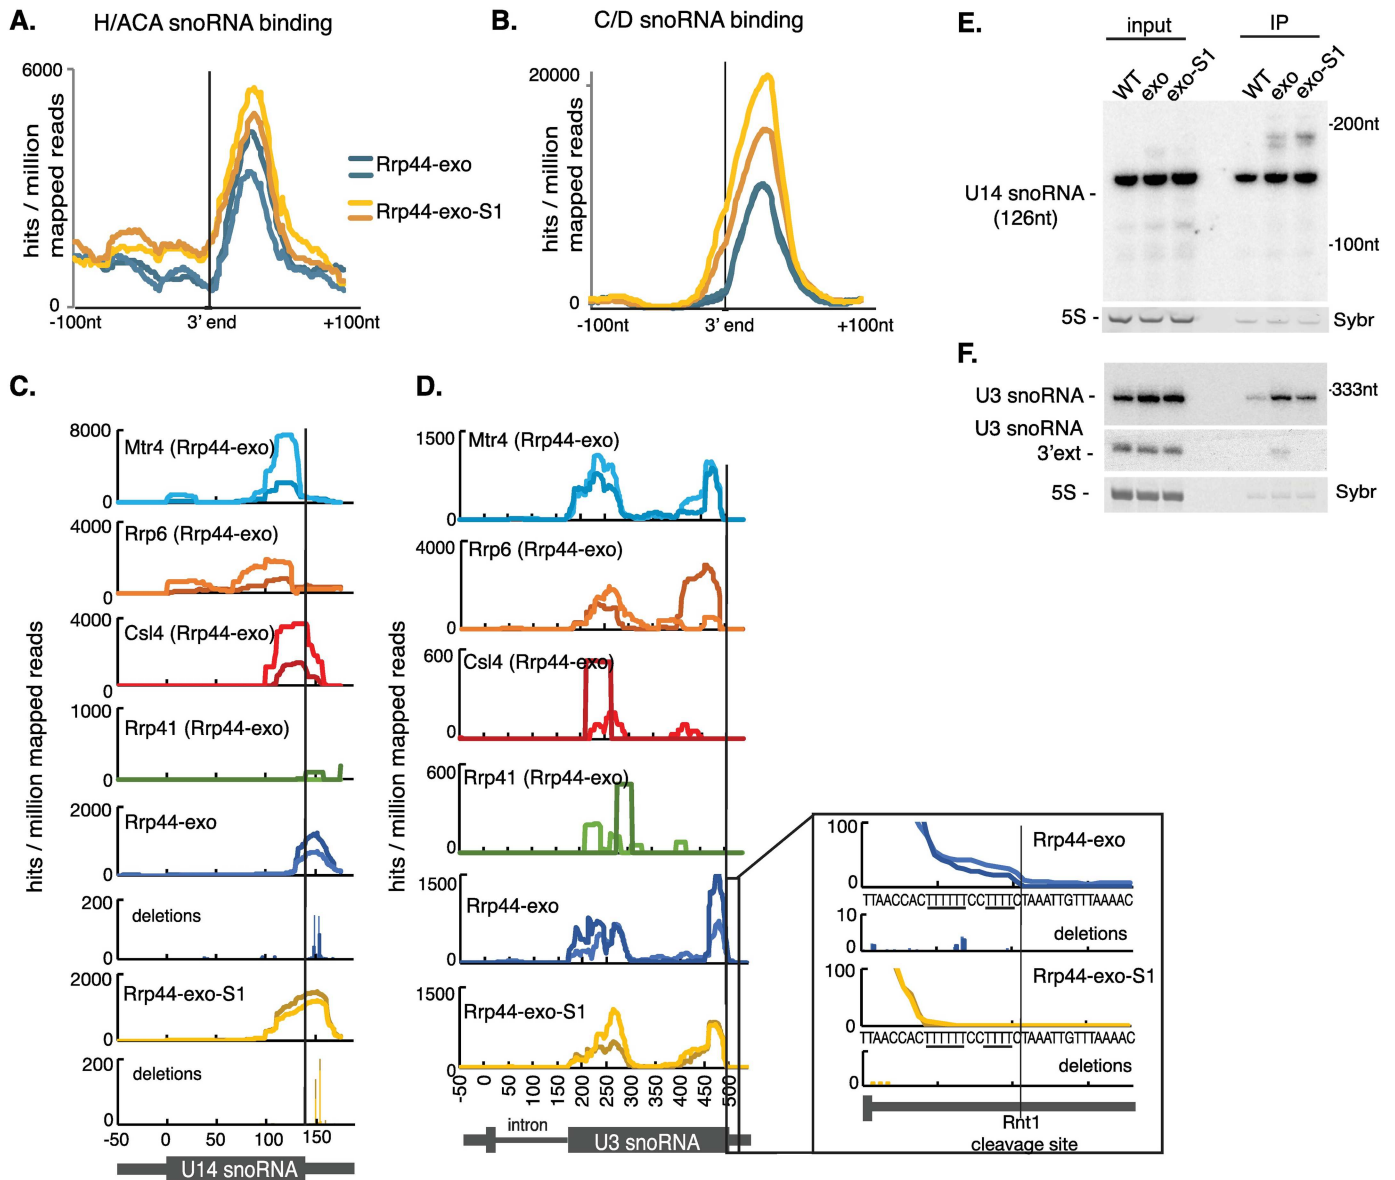 A.
H/ACA snoRNA binding
6000
hits / million
mapped reads
0
-100nt
3' end
+100nt
Rrp44-exo
Rrp44-exo-S1
B.
C/D snoRNA binding
20000
hits / million
mapped reads
0
-100nt
3' end
+100nt
E.
input
IP
WT
exo
exo-S1
WT
exo
exo-S1
-200nt
U14 snoRNA -
(126nt)
-100nt
5S -
Sybr
F.
U3 snoRNA -
-333nt
U3 snoRNA
3'ext -
5S -
Sybr
C.
hits / million mapped reads
8000
Mtr4 (Rrp44-exo)
0
4000
Rrp6 (Rrp44-exo)
0
4000
Csl4 (Rrp44-exo)
0
1000
Rrp41 (Rrp44-exo)
0
2000
Rrp44-exo
0
200
deletions
0
2000
Rrp44-exo-S1
0
200
deletions
0
-50 0 50 100 150
U14 snoRNA
D.
hits / million mapped reads
1500
Mtr4 (Rrp44-exo)
0
4000
Rrp6 (Rrp44-exo)
0
600
Csl4 (Rrp44-exo)
0
600
Rrp41 (Rrp44-exo)
0
1500
Rrp44-exo
0
1500
Rrp44-exo-S1
0
-50 0 50 100 150 200 250 300 350 400 450 500
intron
U3 snoRNA
100
Rrp44-exo
0
TTAACCACTTTTTTCCTTTTCTAAATTGTTTAAAAC
10
deletions
0
100
Rrp44-exo-S1
0
TTAACCACTTTTTTCCTTTTCTAAATTGTTTAAAAC
deletions
0
Rnt1
cleavage site